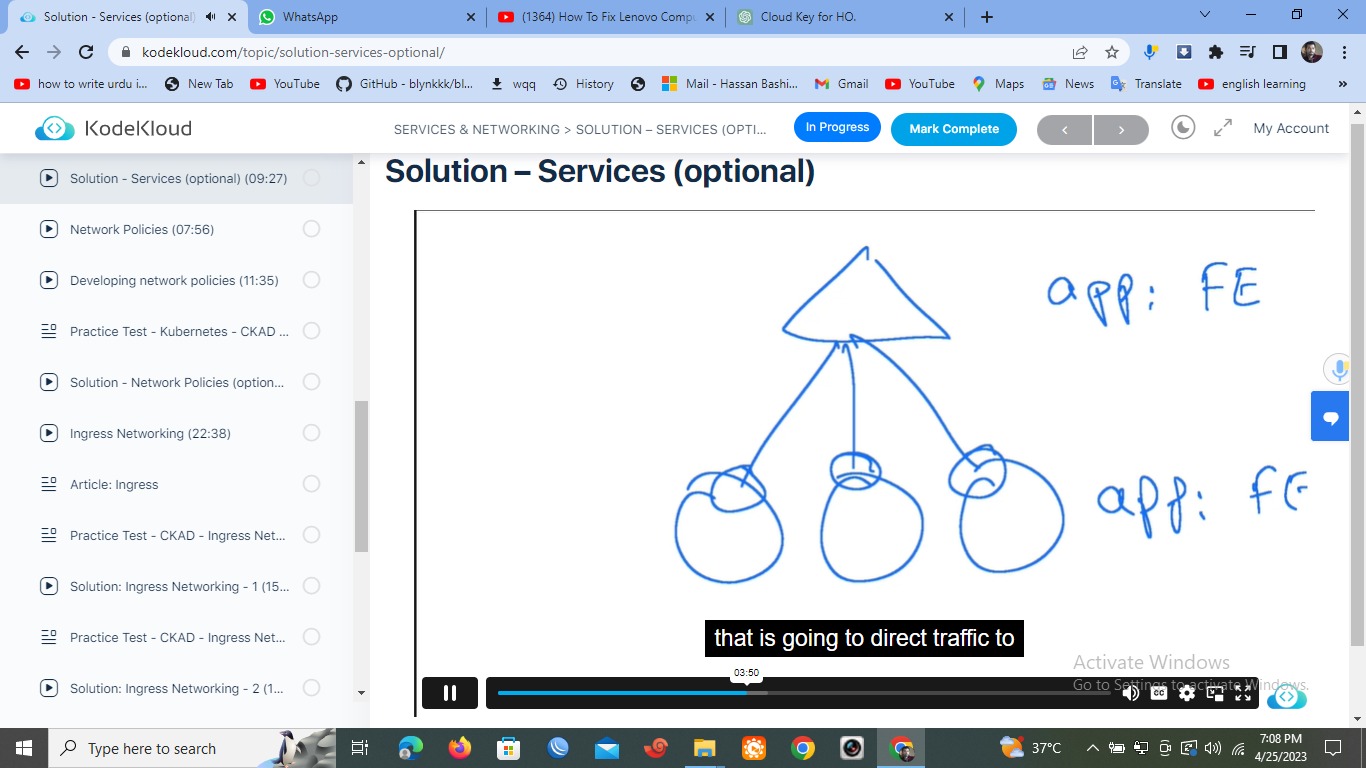 Solution - Services (optional)
WhatsApp
(1364) How To Fix Lenovo Compu
Cloud Key for HO.
kodekloud.com/topic/solution-services-optional/
how to write urdu i...
New Tab
YouTube
GitHub - blynkkk/bl...
wqq
History
Mail - Hassan Bashi...
Gmail
YouTube
Maps
News
Translate
english learning
»
KodeKloud
SERVICES & NETWORKING > SOLUTION – SERVICES (OPTI...
In Progress
Mark Complete
My Account
Solution - Services (optional) (09:27)
Network Policies (07:56)
Developing network policies (11:35)
Practice Test - Kubernetes - CKAD ...
Solution - Network Policies (option...
Ingress Networking (22:38)
Article: Ingress
Practice Test - CKAD - Ingress Net...
Solution: Ingress Networking - 1 (15...
Practice Test - CKAD - Ingress Net...
Solution: Ingress Networking - 2 (1...
Solution – Services (optional)
app: FE
app: FE
that is going to direct traffic to
Activate Windows
Go to Settings to activate Windows.
03:50
CC
Type here to search
37°C
7:08 PM
4/25/2023